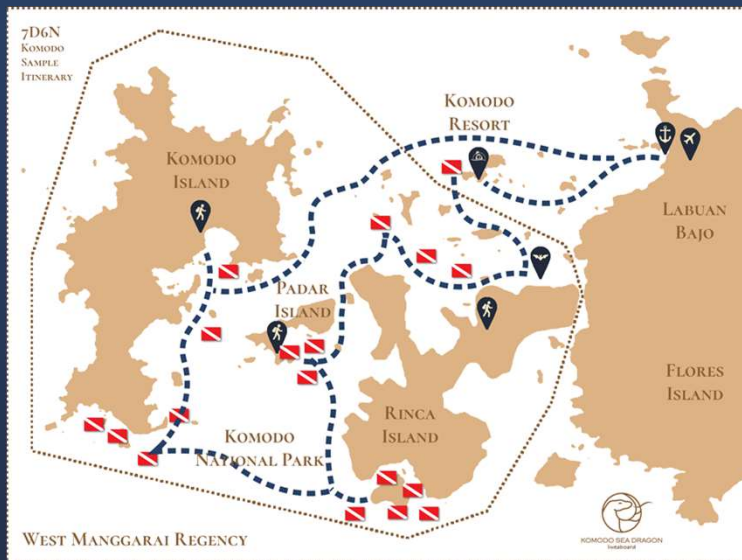 7D6N
Komodo
Sample
Itinerary
Komodo
Resort
Komodo
Island
Labuan
Bajo
Padar
Island
Flores
Island
Rinca
Island
Komodo
National Park
West Manggarai Regency
KOMODO SEA DRAGON
liveaboard